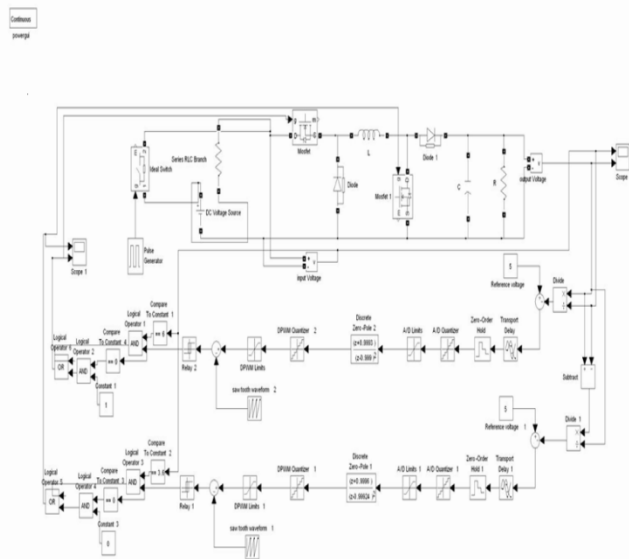 Continuous
powergui
Mosfet
Series RLC Branch
Ideal Switch
L
Diode 1
Diode
Mosfet 1
C
R
output Voltage
Scope
DC Voltage Source
Pulse
Generator
Scope 1
input Voltage
5
Reference voltage
Divide
Compare
To Constant 1
Logical
Operator 1
Compare
To Constant 4
Logical
Operator 2
Logical
OR
AND
AND
Constant 1
1
Relay 2
DPWM Limits
DPWM Quantizer 2
saw tooth waveform 2
Discrete
Zero-Pole 2
A/D Limits
A/D Quantizer
Zero-Order
Hold
Transport
Delay
Subtract
5
Reference voltage 1
Divide 1
Compare
To Constant 2
Logical
Operator 3
Compare
To Constant 3
Logical
Operator 4
Logical
OR
AND
AND
Constant 3
0
Relay 1
DPWM Limits 1
DPWM Quantizer 1
saw tooth waveform 1
Discrete
Zero-Pole 1
A/D Limits 1
A/D Quantizer 1
Zero-Order
Hold 1
Transport
Delay 1